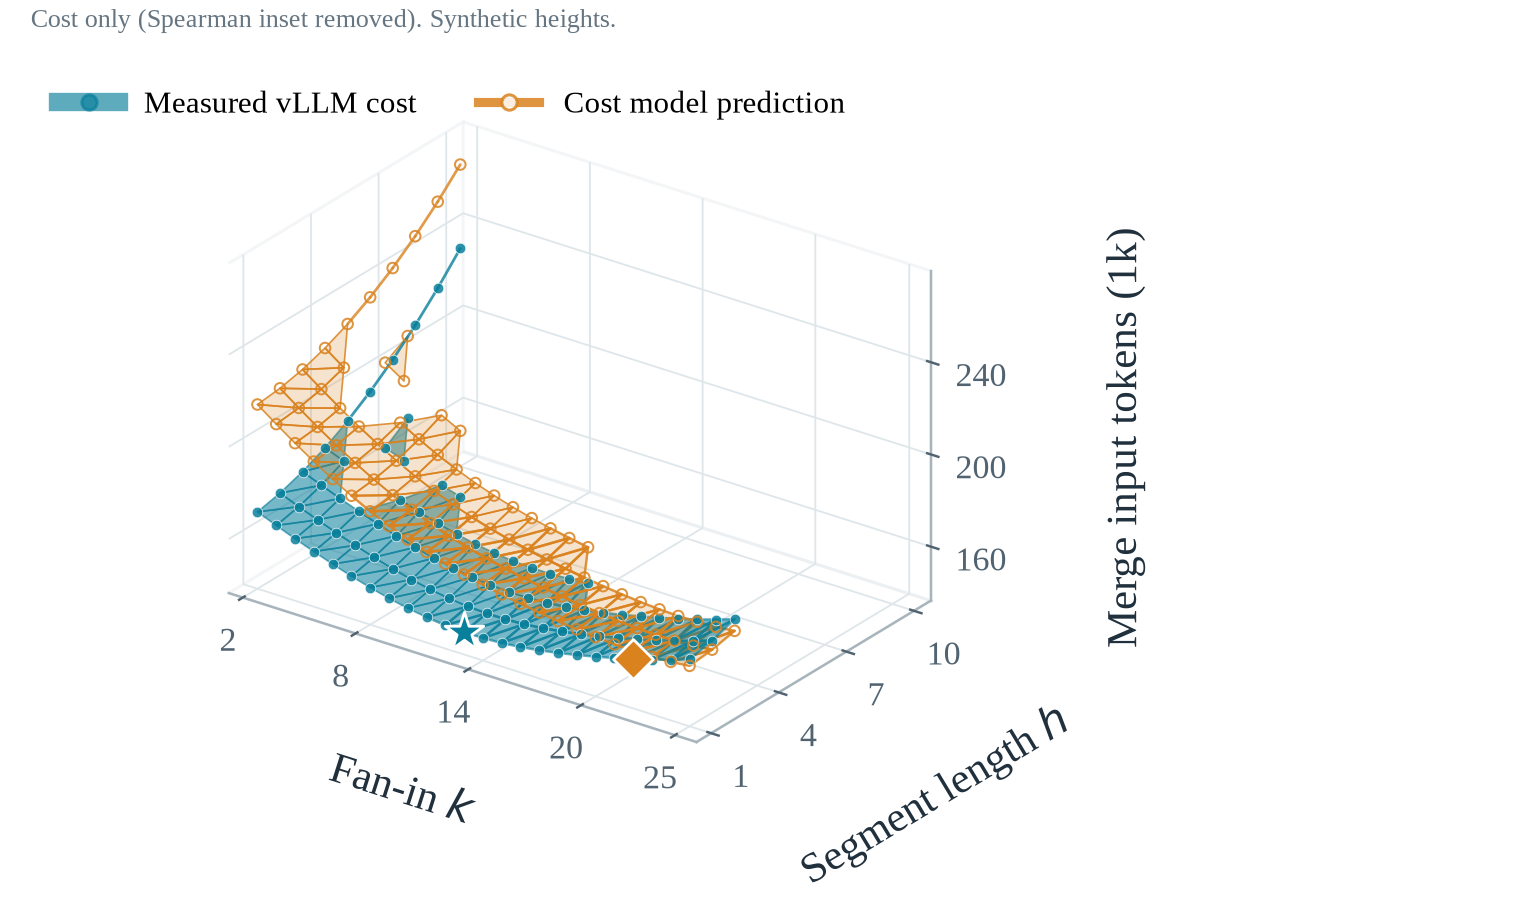 Cost only (Spearman inset removed). Synthetic heights.
Measured vLLM cost
Cost model prediction
240
200
160
Merge input tokens (1k)
2
8
14
20
25
Fan-in k
1
4
7
10
Segment length h